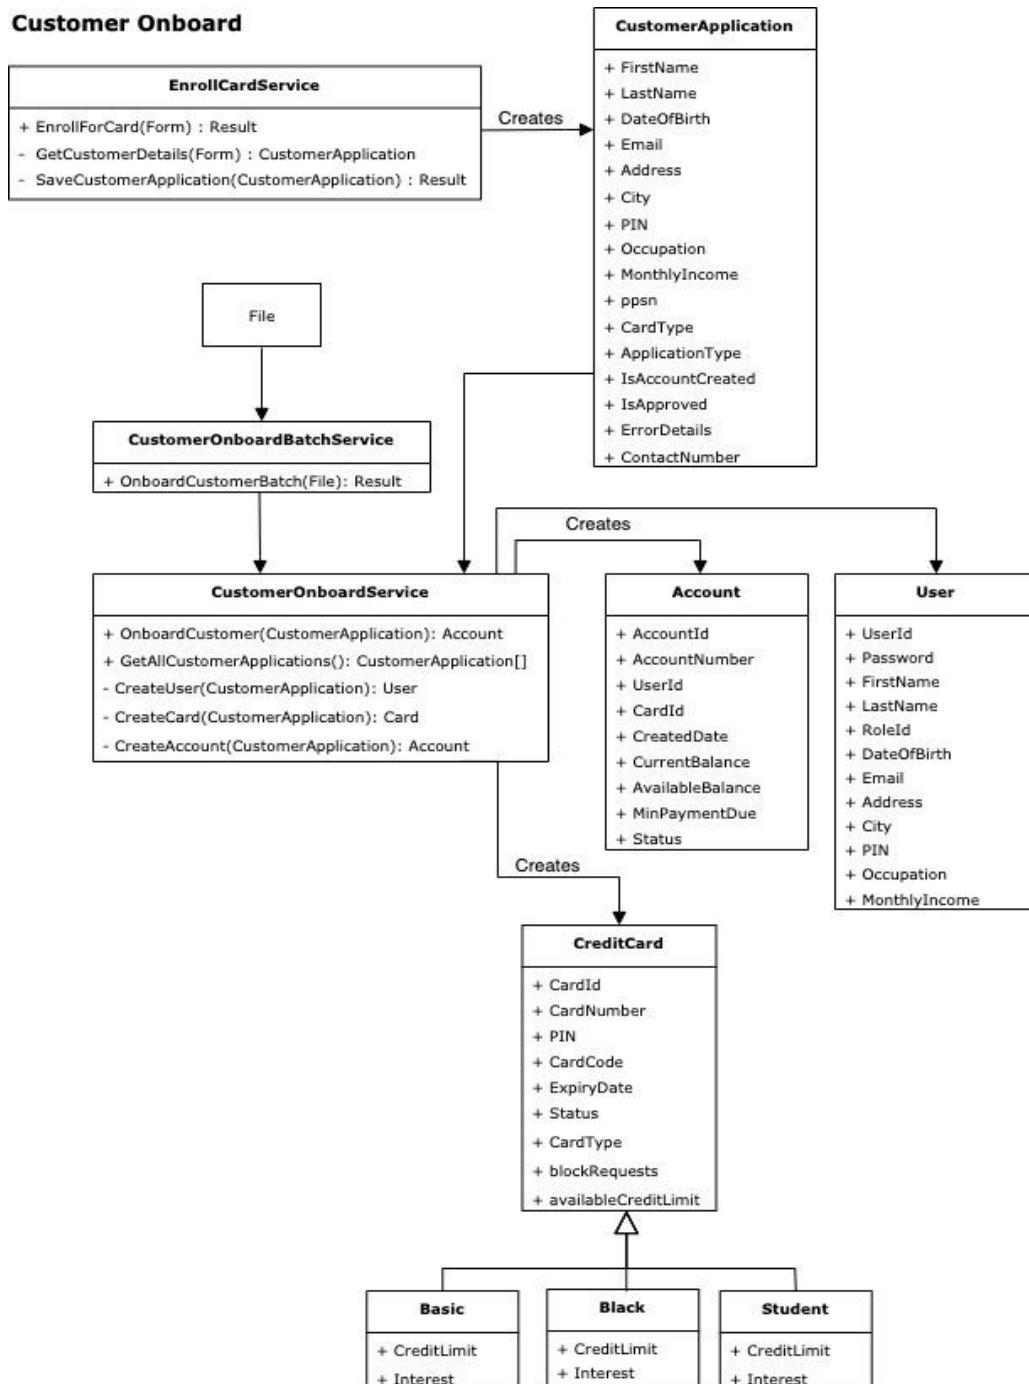 Customer Onboard
EnrollCardService
+ EnrollForCard(Form) : Result
- GetCustomerDetails(Form) : CustomerApplication
- SaveCustomerApplication(CustomerApplication) : Result
Creates
CustomerApplication
+ FirstName
+ LastName
+ DateOfBirth
+ Email
+ Address
+ City
+ PIN
+ Occupation
+ MonthlyIncome
+ ppsn
+ CardType
+ ApplicationType
+ IsAccountCreated
+ IsApproved
+ ErrorDetails
+ ContactNumber
File
CustomerOnboardBatchService
+ OnboardCustomerBatch(File): Result
CustomerOnboardService
+ OnboardCustomer(CustomerApplication): Account
+ GetAllCustomerApplications(): CustomerApplication[]
- CreateUser(CustomerApplication): User
- CreateCard(CustomerApplication): Card
- CreateAccount(CustomerApplication): Account
Creates
Account
+ AccountId
+ AccountNumber
+ UserId
+ CardId
+ CreatedDate
+ CurrentBalance
+ AvailableBalance
+ MinPaymentDue
+ Status
User
+ UserId
+ Password
+ FirstName
+ LastName
+ RoleId
+ DateOfBirth
+ Email
+ Address
+ City
+ PIN
+ Occupation
+ MonthlyIncome
Creates
CreditCard
+ CardId
+ CardNumber
+ PIN
+ CardCode
+ ExpiryDate
+ Status
+ CardType
+ blockRequests
+ availableCreditLimit
Basic
+ CreditLimit
+ Interest
Black
+ CreditLimit
+ Interest
Student
+ CreditLimit
+ Interest